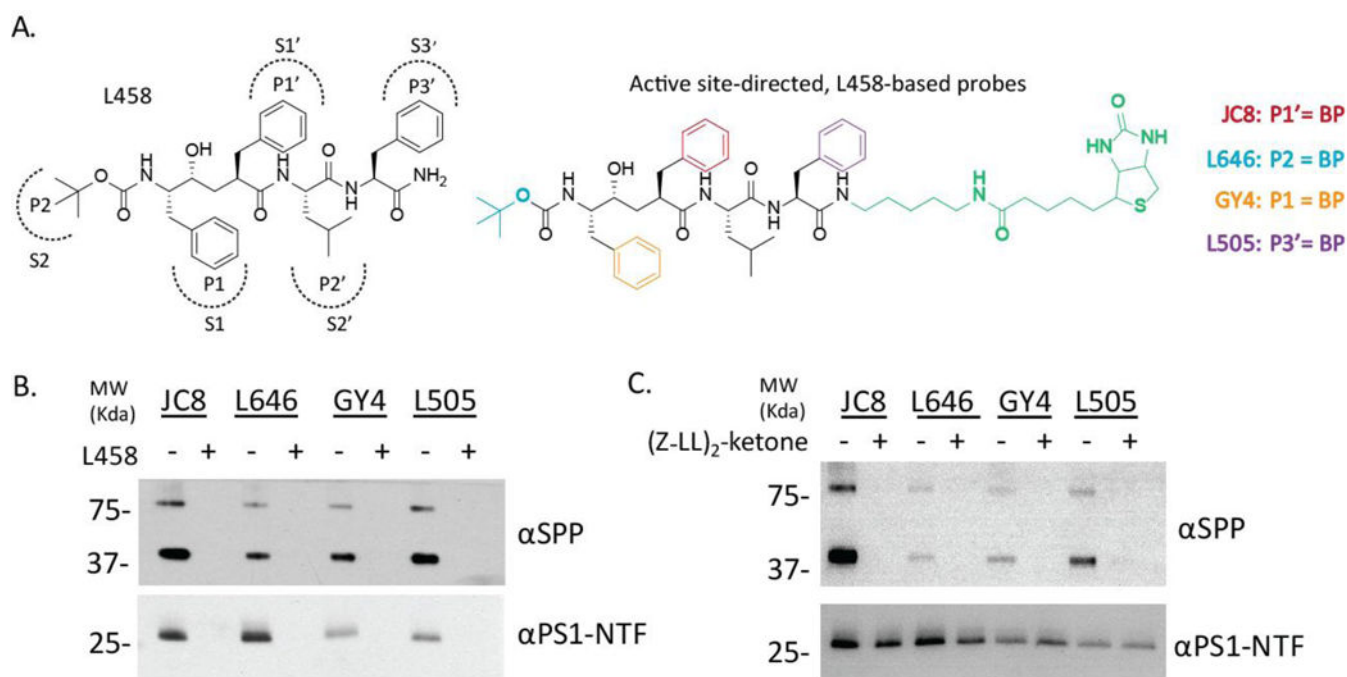 A.
L458
S1'
P1'
S3'
P3'
OH
O
H
N
O
O
N
H
O
H
N
O
NH2
P2
S2
P1
S1
P2'
S2'
Active site-directed, L458-based probes
OH
O
H
N
O
O
N
H
O
H
N
O
N
H
H
N
O
O
HN
NH
S
JC8: P1'= BP
L646: P2 = BP
GY4: P1 = BP
L505: P3'= BP
B.
MW
(Kda)
JC8 L646 GY4 L505
L458 - + - + - + - +
75-
37-
αSPP
25-
αPS1-NTF
C.
MW
(Kda)
JC8 L646 GY4 L505
(Z-LL)2-ketone - + - + - + - +
75-
37-
αSPP
25-
αPS1-NTF